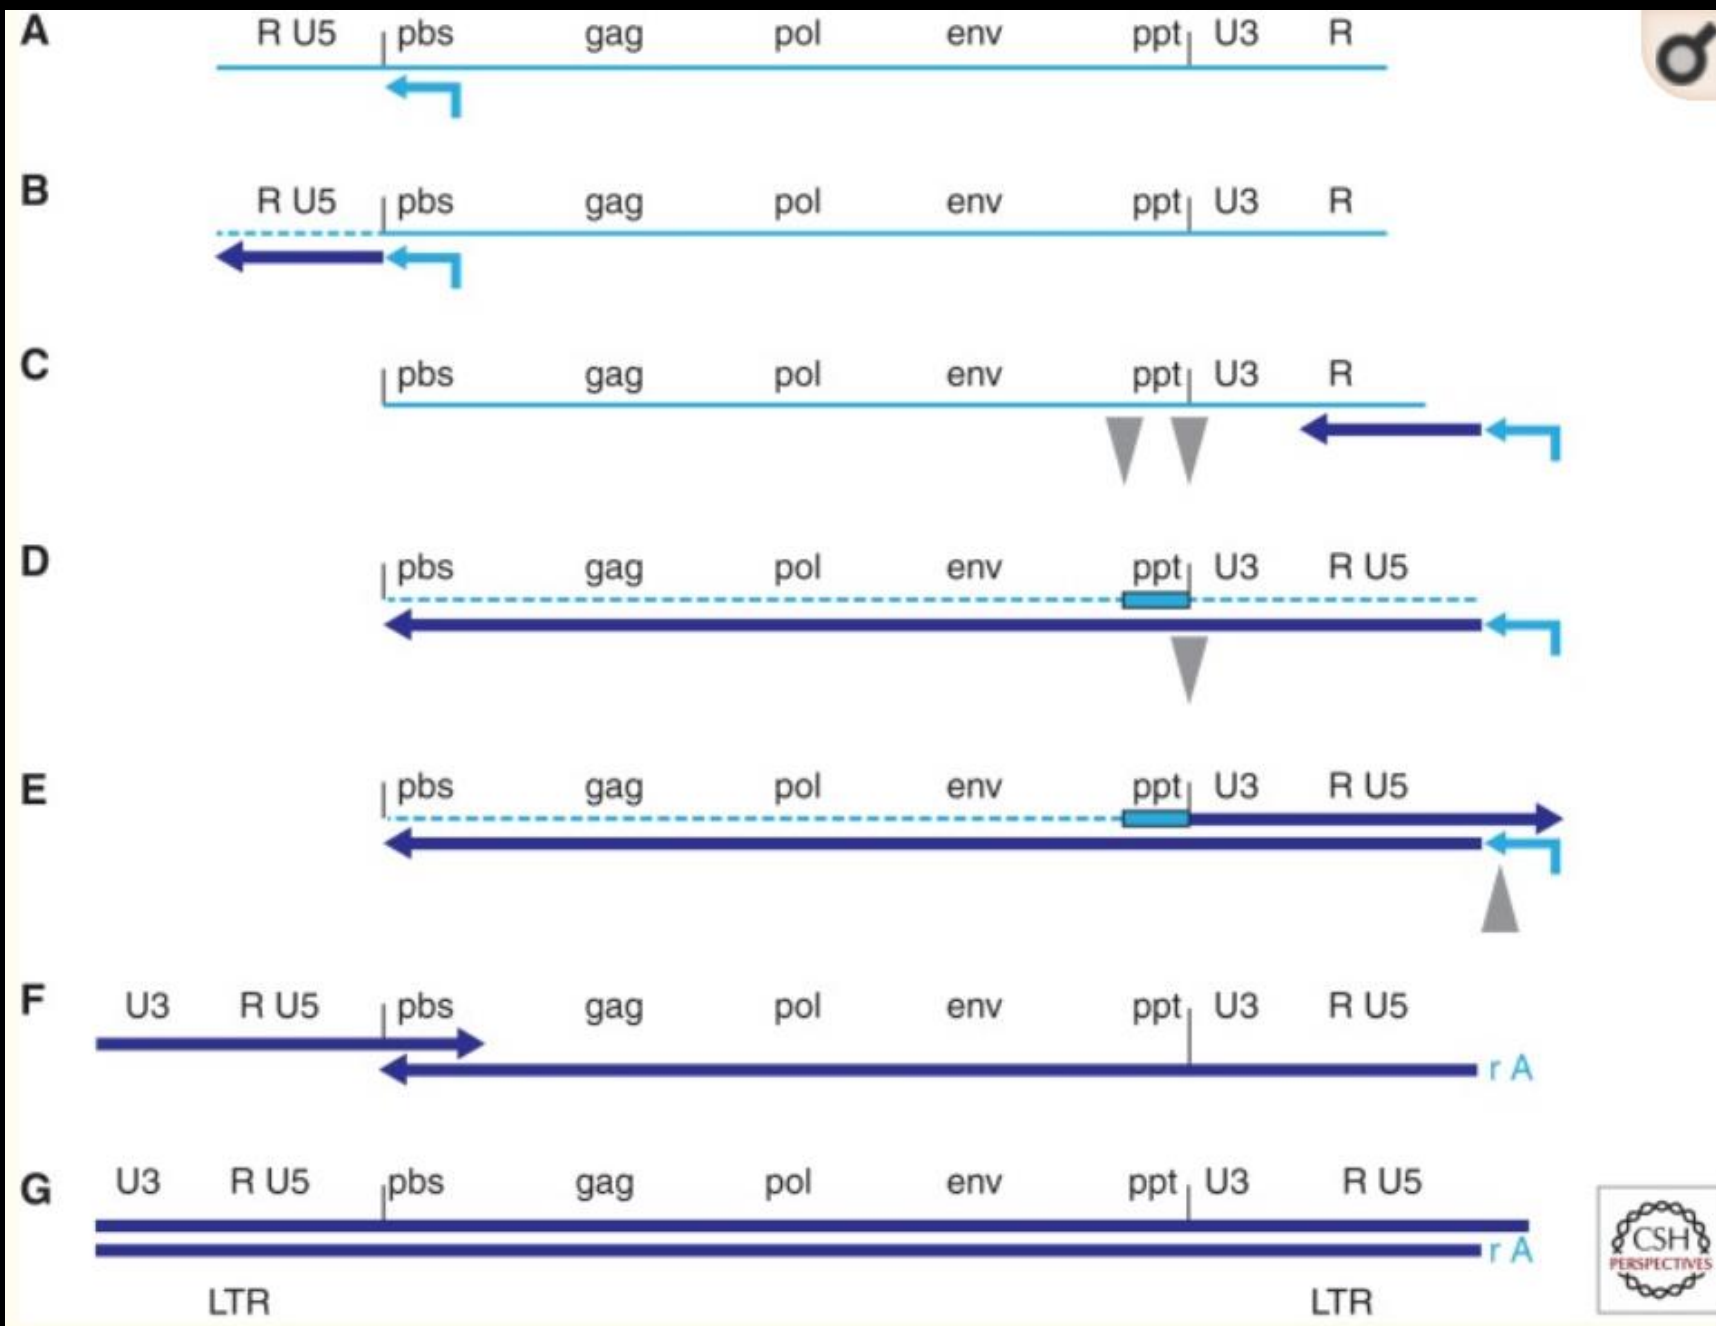 A R U5 pbs gag pol env ppt U3 R
B R U5 pbs gag pol env ppt U3 R
C pbs gag pol env ppt U3 R
D pbs gag pol env ppt U3 R U5
E pbs gag pol env ppt U3 R U5
F U3 R U5 pbs gag pol env ppt U3 R U5
r A
G U3 R U5 pbs gag pol env ppt U3 R U5
r A
LTR LTR
CSH
PERSPECTIVES